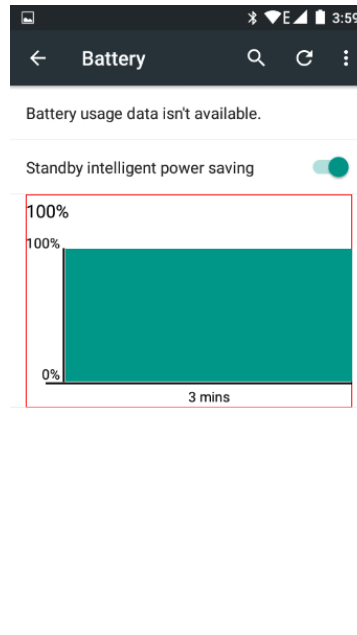 E 3:59
Battery
Battery usage data isn't available.
Standby intelligent power saving
100%
100%
0%
3 mins